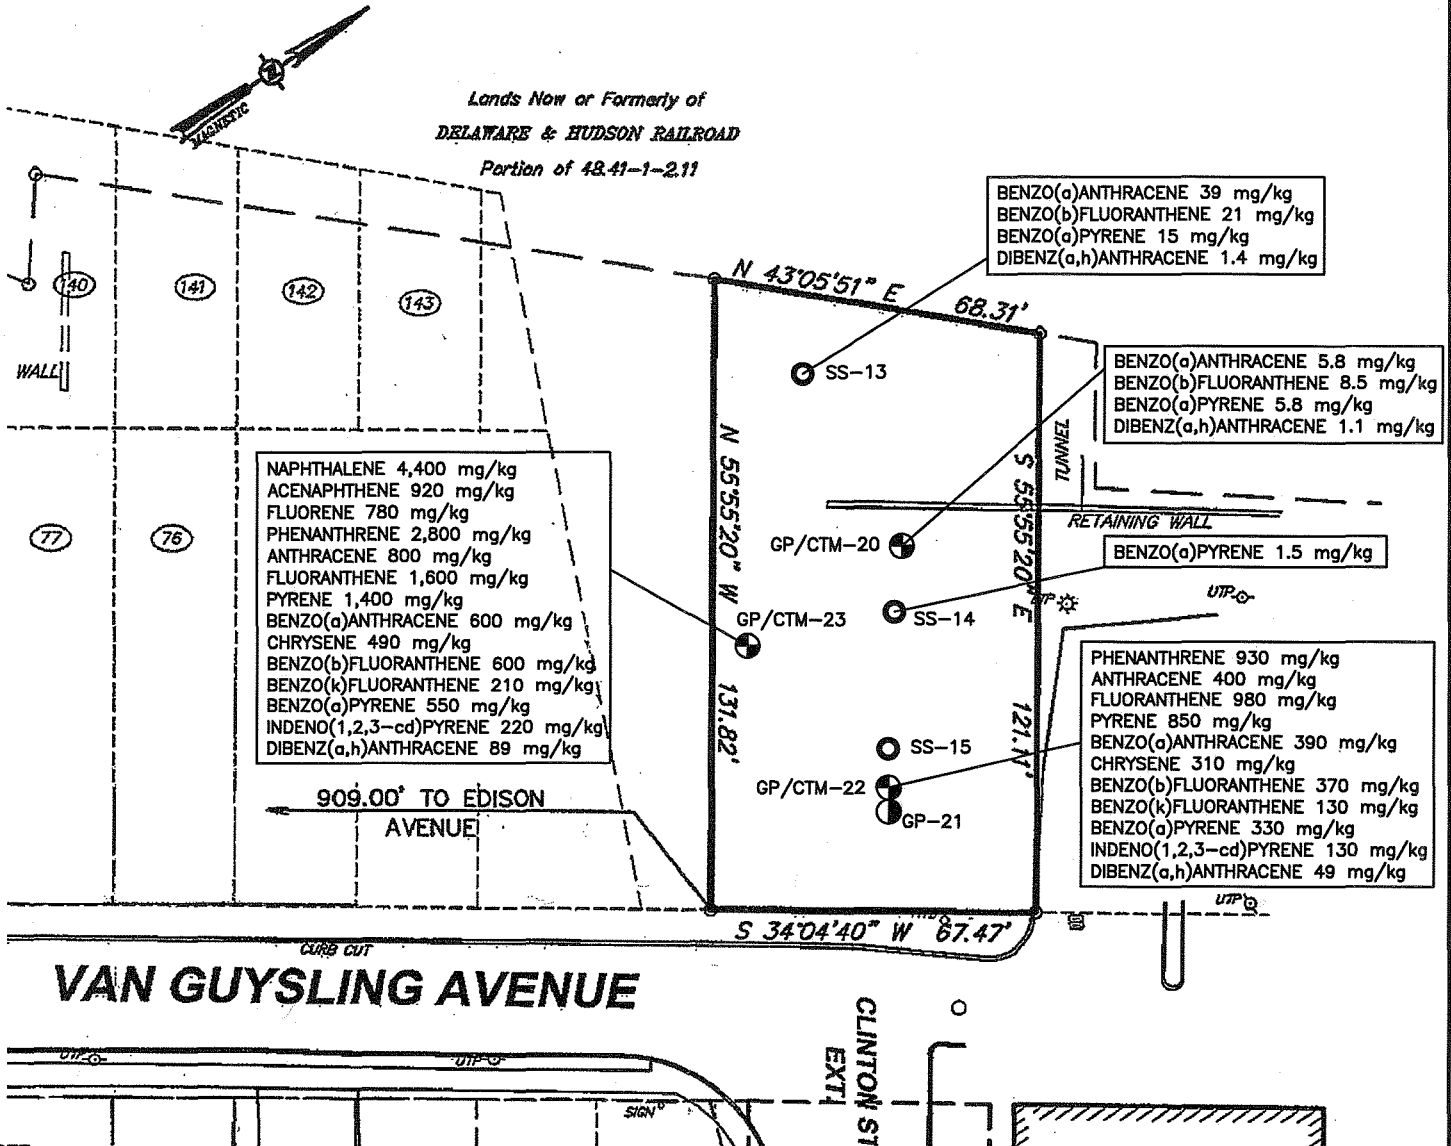 MAGNETIC
Lands Now or Formerly of
DELAWARE & HUDSON RAILROAD
Portion of 48.41-1-2.11
BENZO(a)ANTHRACENE 39 mg/kg
BENZO(b)FLUORANTHENE 21 mg/kg
BENZO(a)PYRENE 15 mg/kg
DIBENZ(a,h)ANTHRACENE 1.4 mg/kg
140
141
142
143
N 43°05'51" E
68.31'
WALL
SS-13
BENZO(a)ANTHRACENE 5.8 mg/kg
BENZO(b)FLUORANTHENE 8.5 mg/kg
BENZO(a)PYRENE 5.8 mg/kg
DIBENZ(a,h)ANTHRACENE 1.1 mg/kg
TUNNEL
N 55°55'20" W
131.82'
S 55°55'20" E
121.11'
NAPHTHALENE 4,400 mg/kg
ACENAPHTHENE 920 mg/kg
FLUORENE 780 mg/kg
PHENANTHRENE 2,800 mg/kg
ANTHRACENE 800 mg/kg
FLUORANTHENE 1,600 mg/kg
PYRENE 1,400 mg/kg
BENZO(a)ANTHRACENE 600 mg/kg
CHRYSENE 490 mg/kg
BENZO(b)FLUORANTHENE 600 mg/kg
BENZO(k)FLUORANTHENE 210 mg/kg
BENZO(a)PYRENE 550 mg/kg
INDENO(1,2,3-cd)PYRENE 220 mg/kg
DIBENZ(a,h)ANTHRACENE 89 mg/kg
77
76
RETAINING WALL
GP/CTM-20
BENZO(a)PYRENE 1.5 mg/kg
UTP
UTP
SS-14
GP/CTM-23
PHENANTHRENE 930 mg/kg
ANTHRACENE 400 mg/kg
FLUORANTHENE 980 mg/kg
PYRENE 850 mg/kg
BENZO(a)ANTHRACENE 390 mg/kg
CHRYSENE 310 mg/kg
BENZO(b)FLUORANTHENE 370 mg/kg
BENZO(k)FLUORANTHENE 130 mg/kg
BENZO(a)PYRENE 330 mg/kg
INDENO(1,2,3-cd)PYRENE 130 mg/kg
DIBENZ(a,h)ANTHRACENE 49 mg/kg
SS-15
GP/CTM-22
GP-21
909.00' TO EDISON
AVENUE
UTP
S 34°04'40" W 67.47'
CURB CUT
VAN GUYSLING AVENUE
CLINTON ST
EXT.
UTP
UTP
SIGN